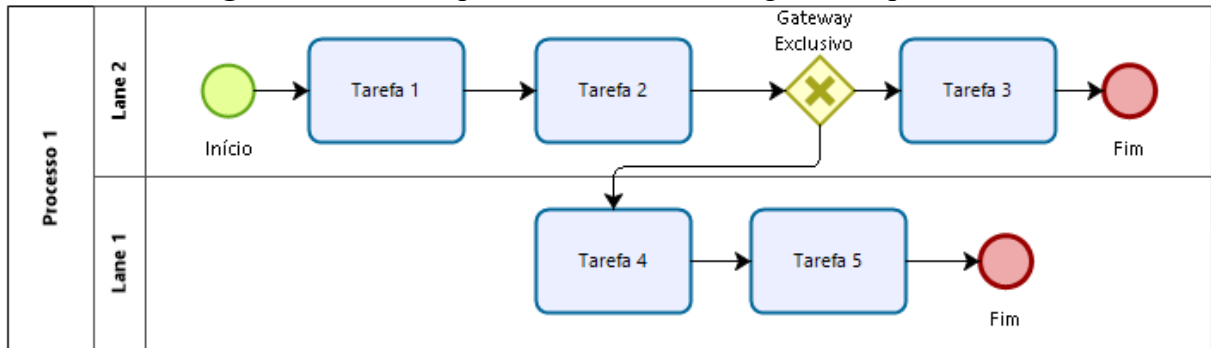 Processo 1
Lane 2
Início
Tarefa 1
Tarefa 2
Gateway
Exclusivo
Tarefa 3
Fim
Lane 1
Tarefa 4
Tarefa 5
Fim